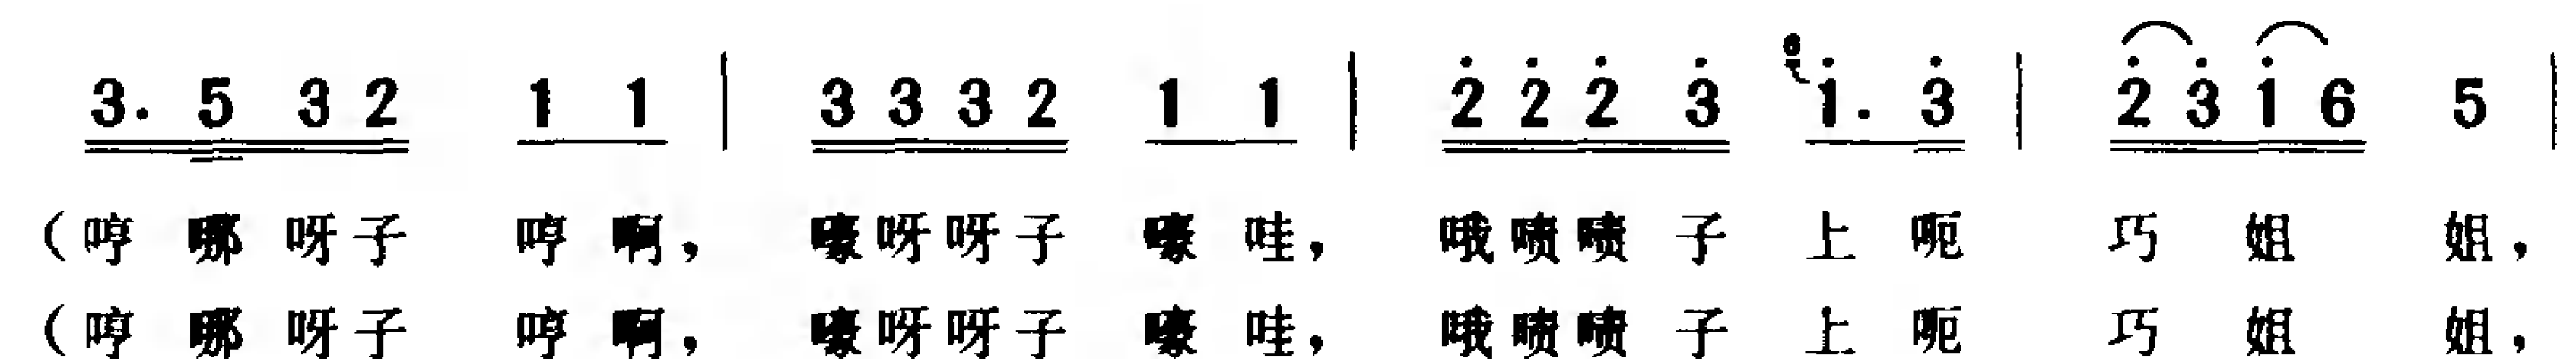 3. 5 3 2 1 1 | 3 3 3 2 1 1 | 2̇ 2̇ 2̇ 3̇ 6 1̇. 3̇ | 2̇ 3̇ 1̇ 6 5 |
（哼 哪 呀子 哼 啊， 嚎呀呀子 嚎 哇， 哦啧啧 子 上 呃 巧 姐 姐，
（哼 哪 呀子 哼 啊， 嚎呀呀子 嚎 哇， 哦啧啧 子 上 呃 巧 姐 姐，